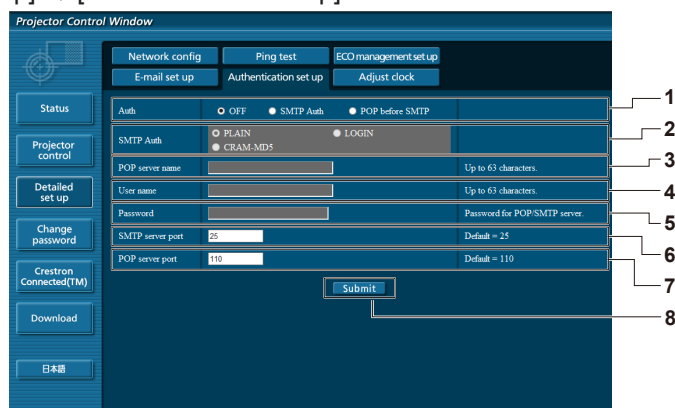 Projector Control Window
Network config Ping test ECO management set up
E-mail set up Authentication set up Adjust clock
Status
Projector control
Detailed set up
Change password
Crestron Connected(TM)
Download
日本語
Auth OFF SMTP Auth POP before SMTP
SMTP Auth PLAIN LOGIN
CRAM-MD5
POP server name Up to 63 characters.
User name Up to 63 characters.
Password Password for POP/SMTP server.
SMTP server port 25 Default = 25
POP server port 110 Default = 110
Submit
1
2
3
4
5
6
7
8